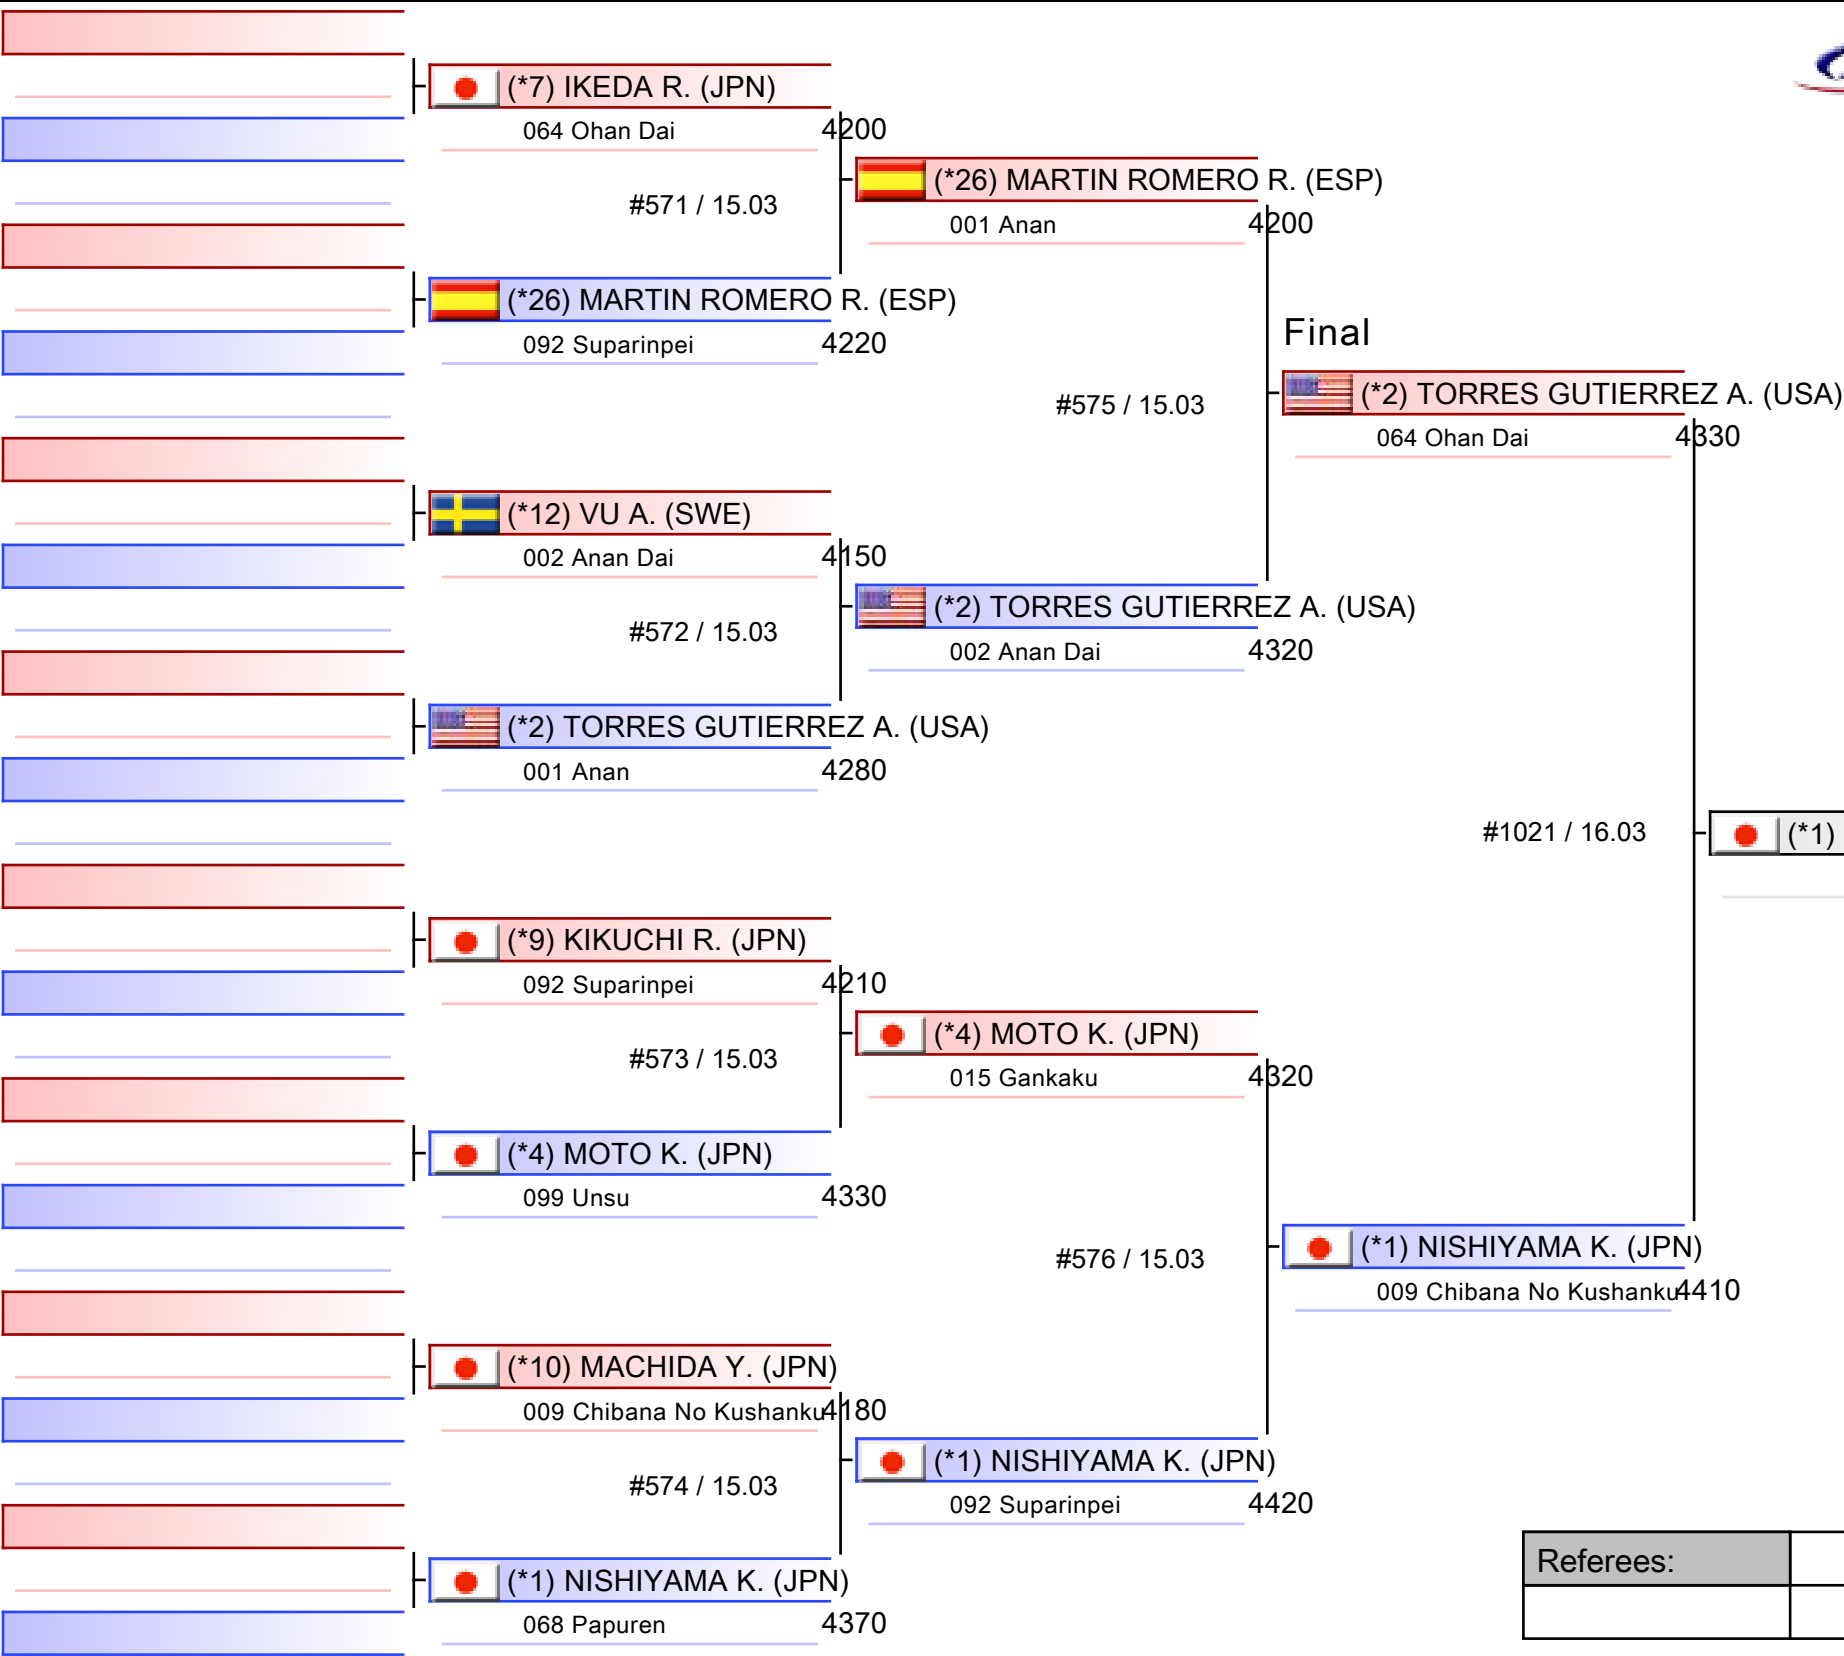 (*7) IKEDA R. (JPN)
064 Ohan Dai 4200
#571 / 15.03
(*26) MARTIN ROMERO R. (ESP)
092 Suparinpei 4220
(*12) VU A. (SWE)
002 Anan Dai 4150
#572 / 15.03
(*2) TORRES GUTIERREZ A. (USA)
001 Anan 4280
(*9) KIKUCHI R. (JPN)
092 Suparinpei 4210
#573 / 15.03
(*4) MOTO K. (JPN)
099 Unsu 4330
(*10) MACHIDA Y. (JPN)
009 Chibana No Kushanku 4180
#574 / 15.03
(*1) NISHIYAMA K. (JPN)
068 Papuren 4370
(*26) MARTIN ROMERO R. (ESP)
001 Anan 4200
#575 / 15.03
(*2) TORRES GUTIERREZ A. (USA)
002 Anan Dai 4320
(*4) MOTO K. (JPN)
015 Gankaku 4320
#576 / 15.03
(*1) NISHIYAMA K. (JPN)
092 Suparinpei 4420
Final
(*2) TORRES GUTIERREZ A. (USA)
064 Ohan Dai 4330
#1021 / 16.03
(*1) NISHIYAMA K. (JPN)
009 Chibana No Kushanku 4410
(*1)
Referees: